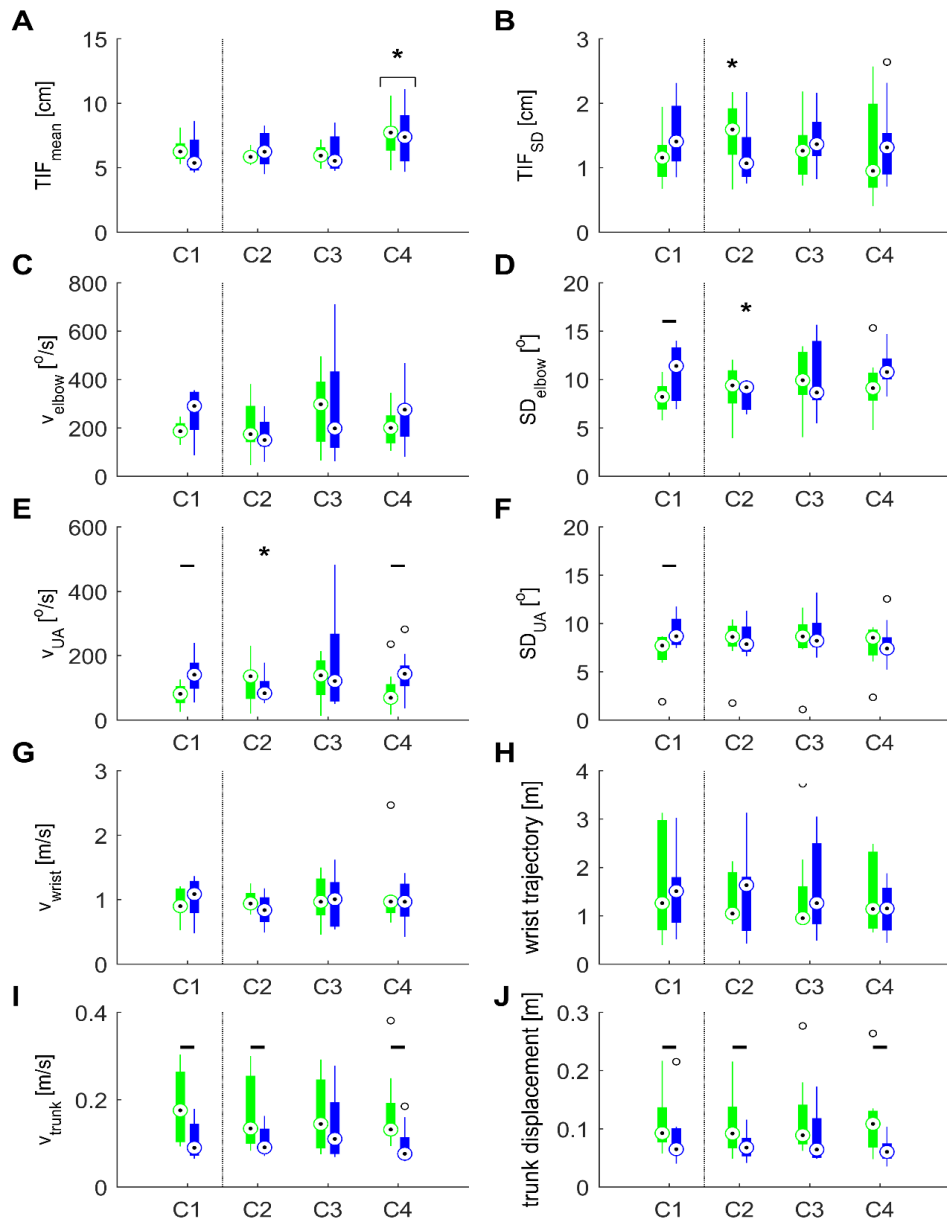 A
B
15
10
5
0
TIF_mean [cm]
*
C1 C2 C3 C4
3
2
1
0
TIF_SD [cm]
*
C1 C2 C3 C4
C
D
800
600
400
200
0
v_elbow [°/s]
C1 C2 C3 C4
20
15
10
5
0
SD_elbow [°]
*
C1 C2 C3 C4
E
F
600
400
200
0
v_UA [°/s]
*
C1 C2 C3 C4
20
15
10
5
0
SD_UA [°]
C1 C2 C3 C4
G
H
3
2
1
0
v_wrist [m/s]
C1 C2 C3 C4
4
3
2
1
0
wrist trajectory [m]
C1 C2 C3 C4
I
J
0.4
0.2
0
v_trunk [m/s]
C1 C2 C3 C4
0.3
0.2
0.1
0
trunk displacement [m]
C1 C2 C3 C4